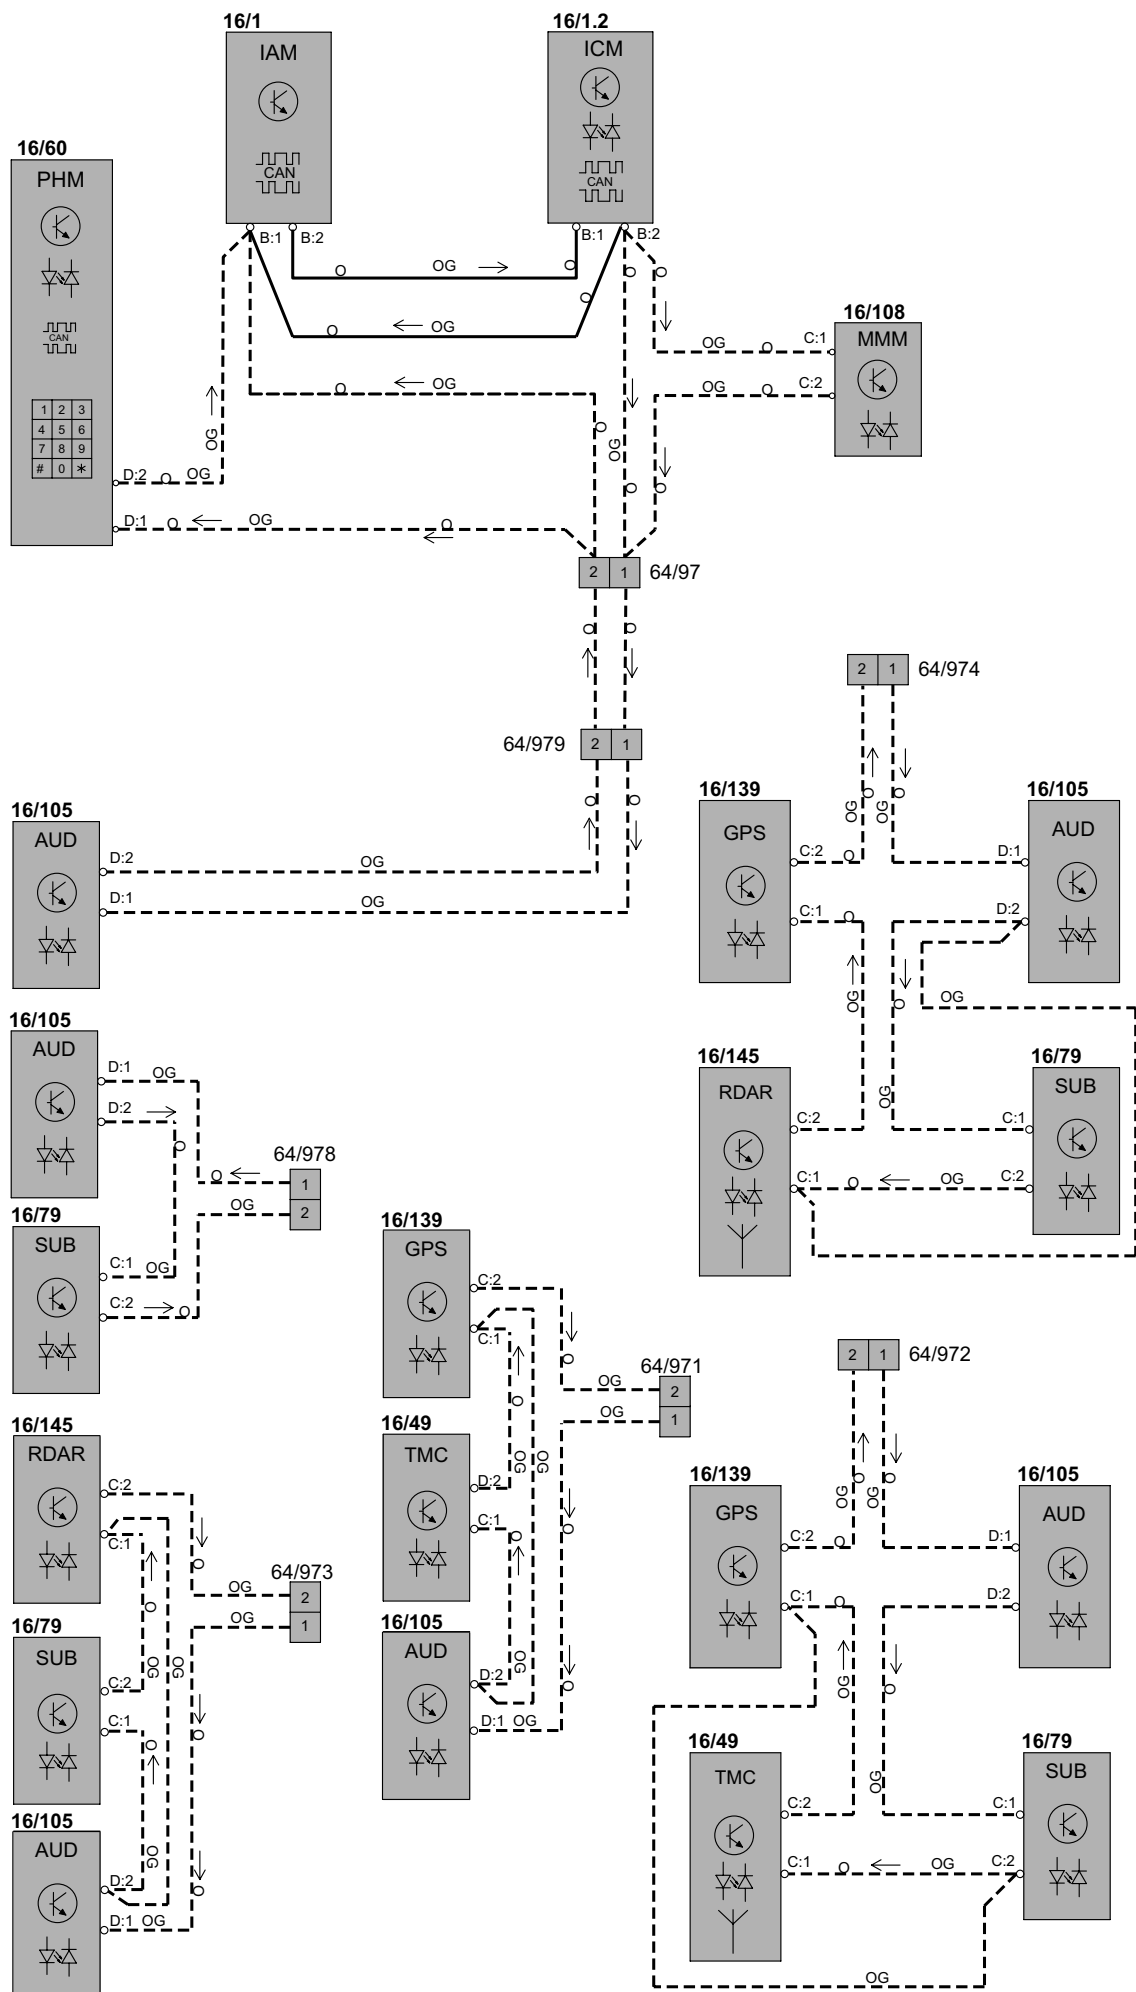 16/1
IAM
CAN
B:1 B:2
16/1.2
ICM
CAN
B:1 B:2
O OG O
O OG O
O OG
16/60
PHM
CAN
1 2 3
4 5 6
7 8 9
# 0 *
D:2 O OG
OG
D:1 O OG O
16/108
MMM
C:1
C:2
O O
OG O
OG O
O OG O O
2 1 64/97
O O
64/979 2 1
O O
16/105
AUD
D:2 OG
D:1 OG
64/974
2 1
O O
OG OG
16/139
GPS
C:2 O
C:1 O
16/105
AUD
D:1
D:2
OG O
OG
16/145
RDAR
C:2
C:1 O OG
OG
16/79
SUB
C:1
C:2
16/105
AUD
D:1 OG
D:2
O
64/978
1
2
O
OG
16/79
SUB
C:1 OG
C:2 O
16/139
GPS
C:2
C:1
O
O
64/971
2
1
OG
OG
16/49
TMC
D:2
C:1
OG
OG
O
O
16/105
AUD
D:2
D:1 OG
OG
O
16/145
RDAR
C:2
C:1
O
O
64/973
2
1
OG
OG
16/79
SUB
C:2
C:1
OG
OG
O
O
16/105
AUD
D:2
D:1 OG
OG
O
64/972
2 1
O O
OG OG
16/139
GPS
C:2 O
C:1 O
16/105
AUD
D:1
D:2
OG O
16/49
TMC
C:2
C:1 O OG
OG
16/79
SUB
C:1
C:2
OG